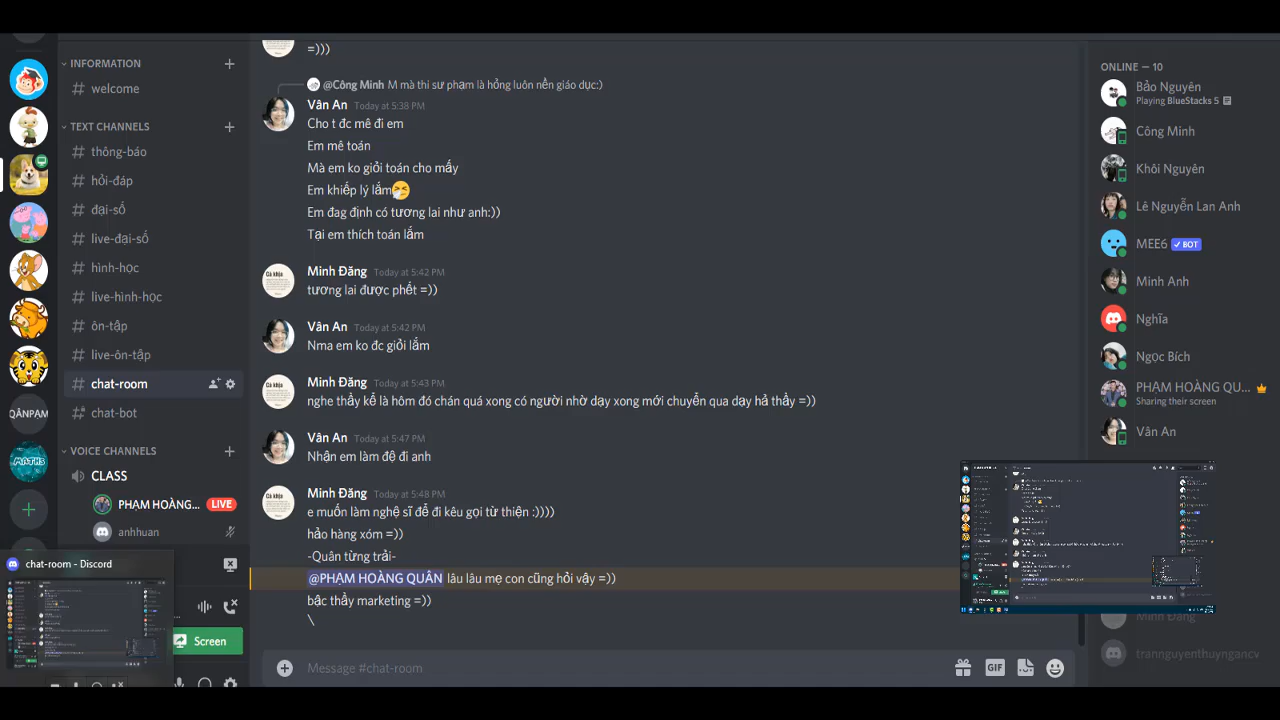 INFORMATION
welcome
TEXT CHANNELS
thông-báo
hỏi-đáp
đại-số
live-đại-số
hình-học
live-hình-học
ôn-tập
live-ôn-tập
chat-room
chat-bot
VOICE CHANNELS
CLASS
PHẠM HOÀNG... LIVE
anhhuan
chat-room - Discord
Screen
QÂNPẠM
MATHS
=)))
@Công Minh M mà thi sư phạm là hỏng luôn nền giáo dục:)
Vân An Today at 5:38 PM
Cho t đc mê đi em
Em mê toán
Mà em ko giỏi toán cho mấy
Em khiếp lý lắm
Em đag định có tương lai như anh:))
Tại em thích toán lắm
Cà khịa
Minh Đăng Today at 5:42 PM
tương lai được phết =))
Vân An Today at 5:42 PM
Nma em ko đc giỏi lắm
Cà khịa
Minh Đăng Today at 5:43 PM
nghe thầy kể là hôm đó chán quá xong có người nhờ dạy xong mới chuyển qua dạy hả thầy =))
Vân An Today at 5:47 PM
Nhận em làm đệ đi anh
Cà khịa
Minh Đăng Today at 5:48 PM
e muốn làm nghệ sĩ để đi kêu gọi từ thiện :))))
hảo hàng xóm =))
-Quân từng trải-
@PHẠM HOÀNG QUÂN lâu lâu mẹ con cũng hỏi vậy =))
bậc thầy marketing =))
\
Message #chat-room
GIF
ONLINE — 10
Bảo Nguyên
Playing BlueStacks 5
Công Minh
Khôi Nguyên
Lê Nguyễn Lan Anh
MEE6 ✓ BOT
Minh Anh
Nghĩa
Ngọc Bích
PHẠM HOÀNG QU...
Sharing their screen
Vân An
Minh Đăng
trannguyenthuyngancv